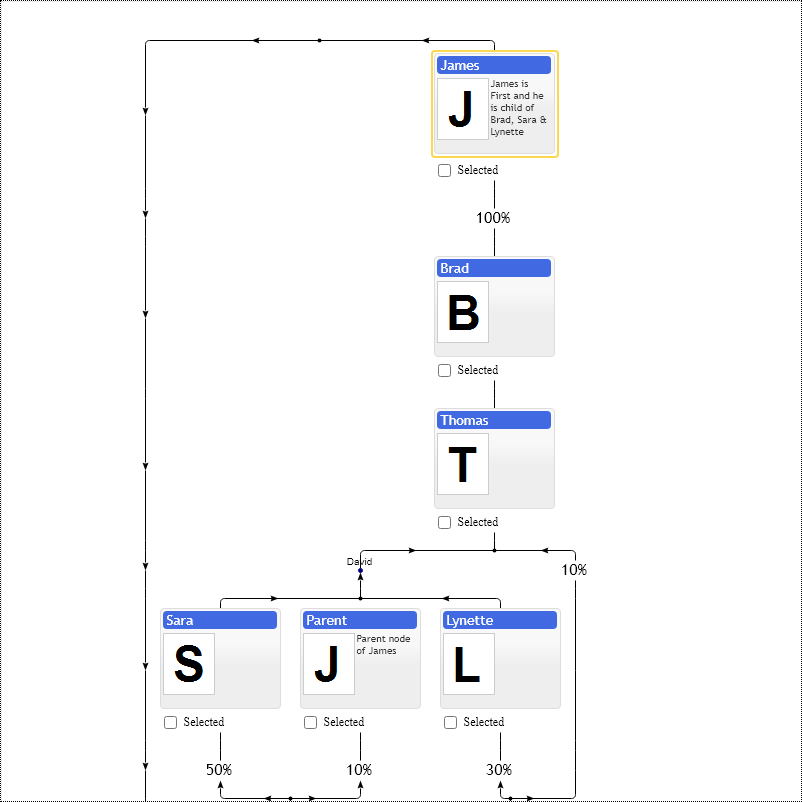 James
J
James is
First and he
is child of
Brad, Sara &
Lynette
Selected
100%
Brad
B
Selected
Thomas
T
Selected
David
10%
Sara
S
Selected
Parent
J
Parent node
of James
Selected
Lynette
L
Selected
50%
10%
30%